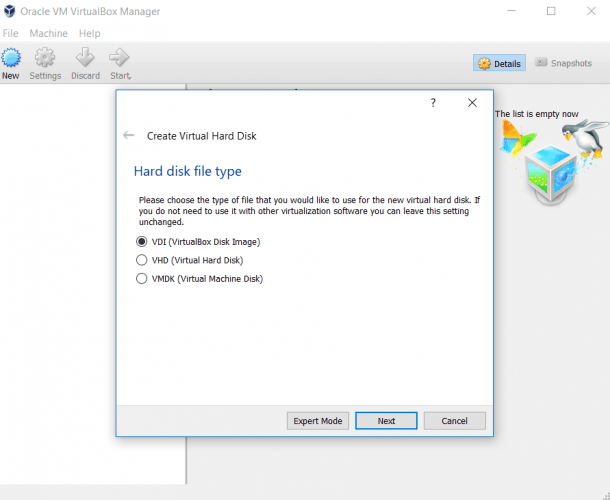 Oracle VM VirtualBox Manager
File Machine Help
New Settings Discard Start
Details Snapshots
The list is empty now
?
Create Virtual Hard Disk
Hard disk file type
Please choose the type of file that you would like to use for the new virtual hard disk. If
you do not need to use it with other virtualization software you can leave this setting
unchanged.
VDI (VirtualBox Disk Image)
VHD (Virtual Hard Disk)
VMDK (Virtual Machine Disk)
Expert Mode Next Cancel